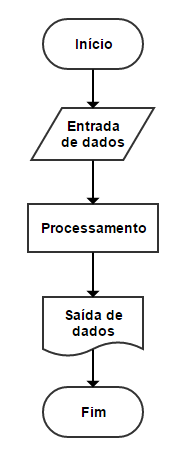 Início
Entrada
de dados
Processamento
Saída de
dados
Fim